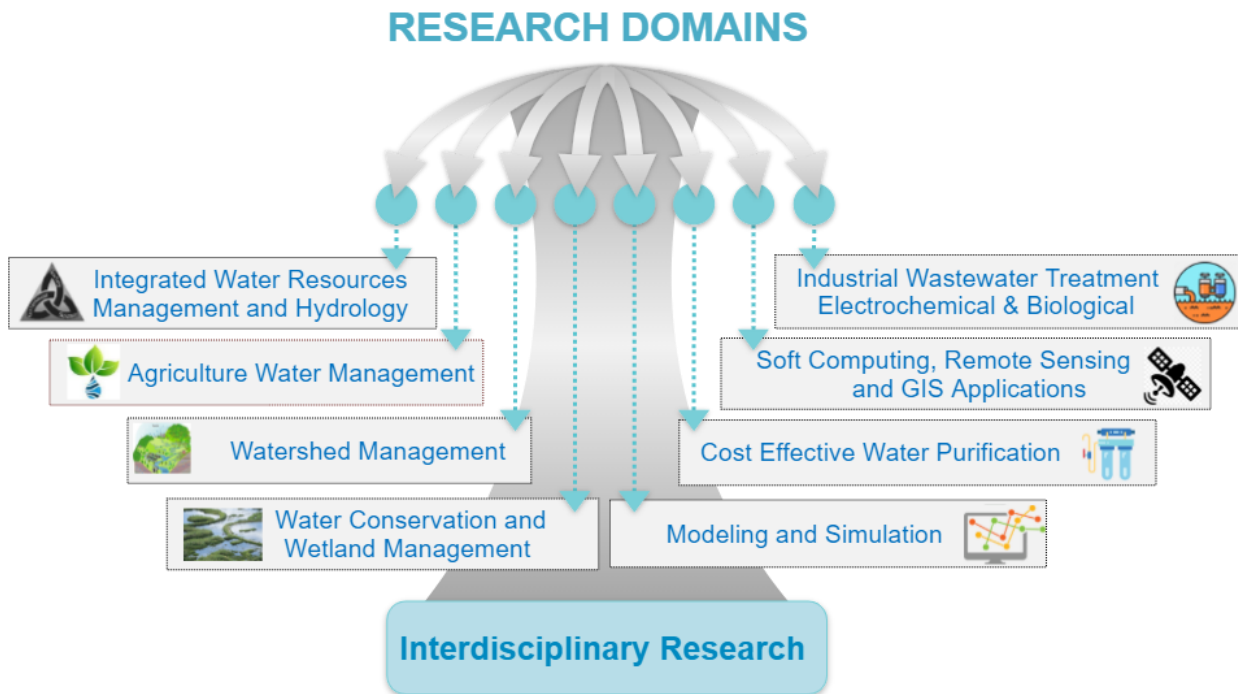 RESEARCH DOMAINS
Integrated Water Resources
Management and Hydrology
Agriculture Water Management
Watershed Management
Water Conservation and
Wetland Management
Industrial Wastewater Treatment
Electrochemical & Biological
Soft Computing, Remote Sensing
and GIS Applications
Cost Effective Water Purification
Modeling and Simulation
Interdisciplinary Research